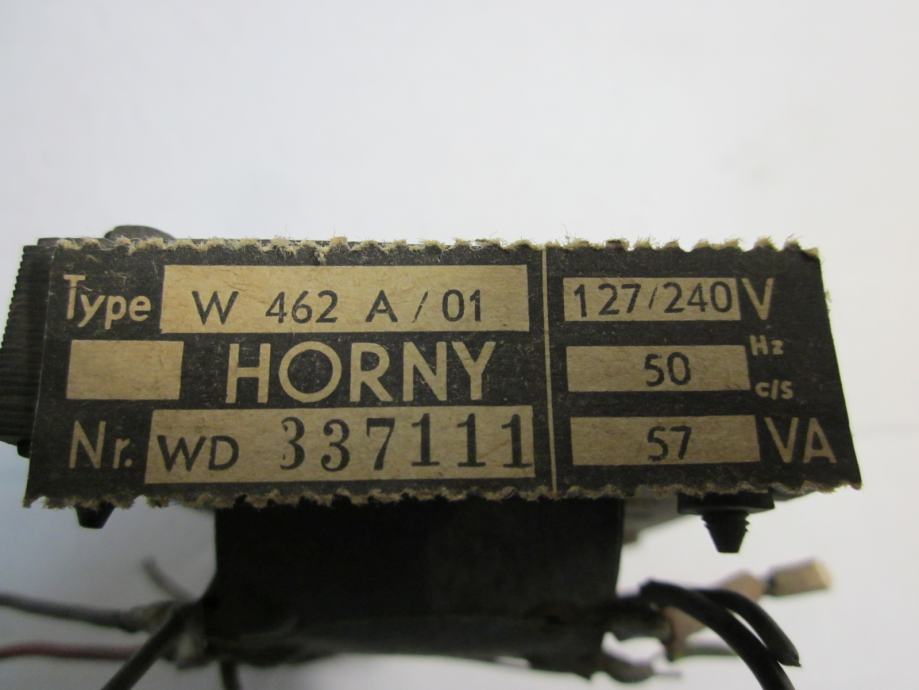 Type W 462 A / 01
HORNY
Nr. WD 337111
127/240 V
50 Hz c/s
57 VA